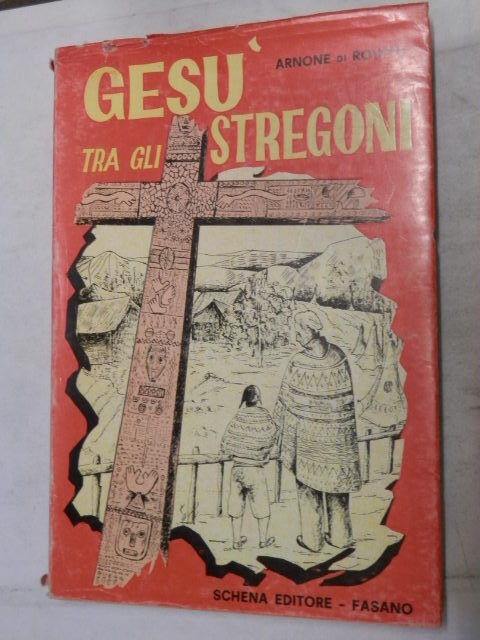 ARNONE DI
GESU'
TRA GLI STREGONI
SCHENA EDITORE - FASANO